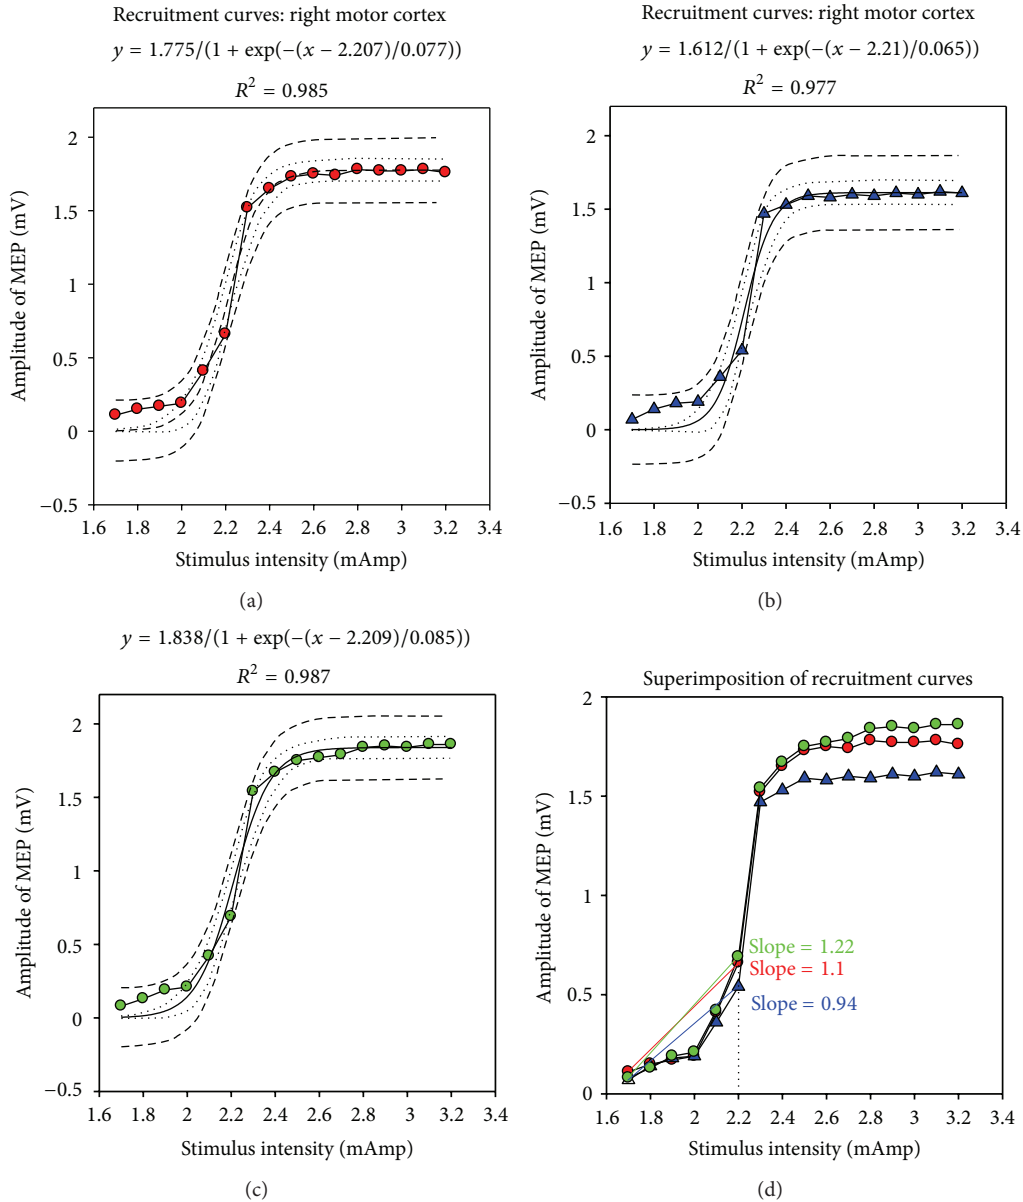 Recruitment curves: right motor cortex
y = 1.775/(1 + exp(−(x − 2.207)/0.077))
R² = 0.985
2
1.5
1
0.5
0
−0.5
Amplitude of MEP (mV)
1.6 1.8 2 2.2 2.4 2.6 2.8 3 3.2 3.4
Stimulus intensity (mAmp)
(a)
Recruitment curves: right motor cortex
y = 1.612/(1 + exp(−(x − 2.21)/0.065))
R² = 0.977
2
1.5
1
0.5
0
−0.5
Amplitude of MEP (mV)
1.6 1.8 2 2.2 2.4 2.6 2.8 3 3.2 3.4
Stimulus intensity (mAmp)
(b)
y = 1.838/(1 + exp(−(x − 2.209)/0.085))
R² = 0.987
2
1.5
1
0.5
0
−0.5
Amplitude of MEP (mV)
1.6 1.8 2 2.2 2.4 2.6 2.8 3 3.2 3.4
Stimulus intensity (mAmp)
(c)
Superimposition of recruitment curves
2
1.5
1
0.5
0
Amplitude of MEP (mV)
Slope = 1.22
Slope = 1.1
Slope = 0.94
1.6 1.8 2 2.2 2.4 2.6 2.8 3 3.2 3.4
Stimulus intensity (mAmp)
(d)